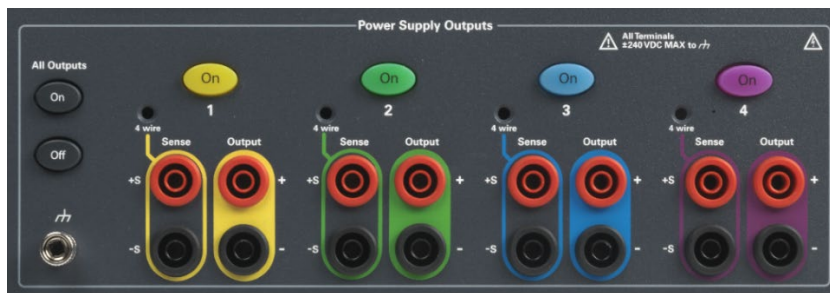 Power Supply Outputs
All Terminals
±240 VDC MAX to
All Outputs
On
Off
On
1
4 wire
Sense
Output
+S
+
-S
-
On
2
4 wire
Sense
Output
+S
+
-S
-
On
3
4 wire
Sense
Output
+S
+
-S
-
On
4
4 wire
Sense
Output
+S
+
-S
-